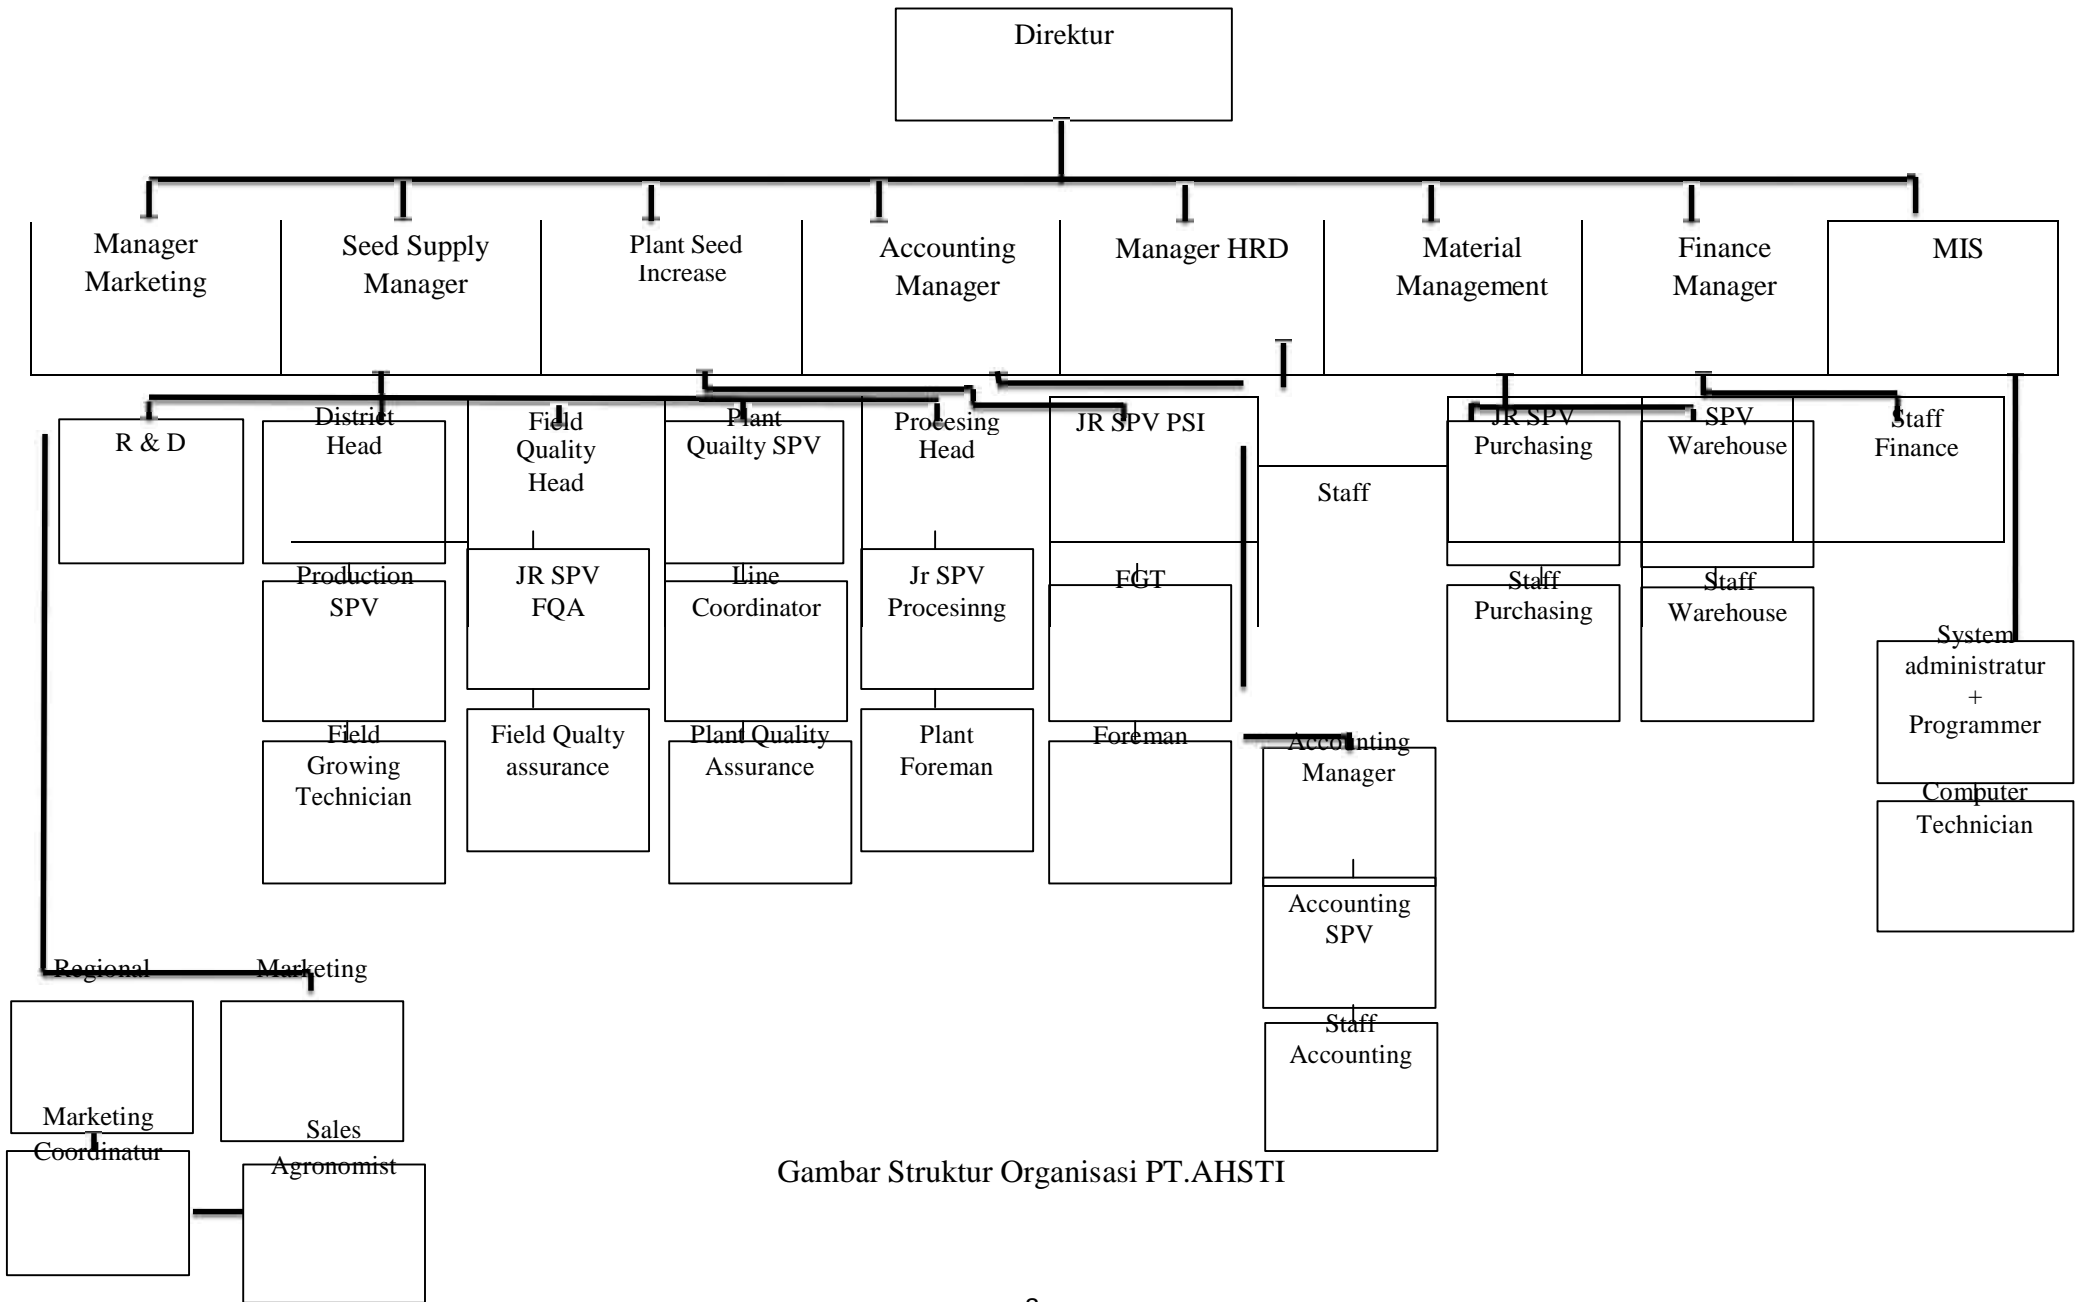 Direktur
Manager
Marketing
Seed Supply
Manager
Plant Seed
Increase
Accounting
Manager
Manager HRD
Material
Management
Finance
Manager
MIS
R & D
District
Head
Field
Quality
Head
Plant
Quailty SPV
Procesing
Head
JR SPV PSI
Staff
JR SPV
Purchasing
SPV
Warehouse
Staff
Finance
Production
SPV
JR SPV
FQA
Line
Coordinator
Jr SPV
Procesinng
FGT
Staff
Purchasing
Staff
Warehouse
System
administratur
+
Programmer
Field
Growing
Technician
Field Qualty
assurance
Plant Quality
Assurance
Plant
Foreman
Foreman
Accounting
Manager
Computer
Technician
Accounting
SPV
Regional
Marketing
Staff
Accounting
Marketing
Coordinatur
Sales
Agronomist
Gambar Struktur Organisasi PT.AHSTI